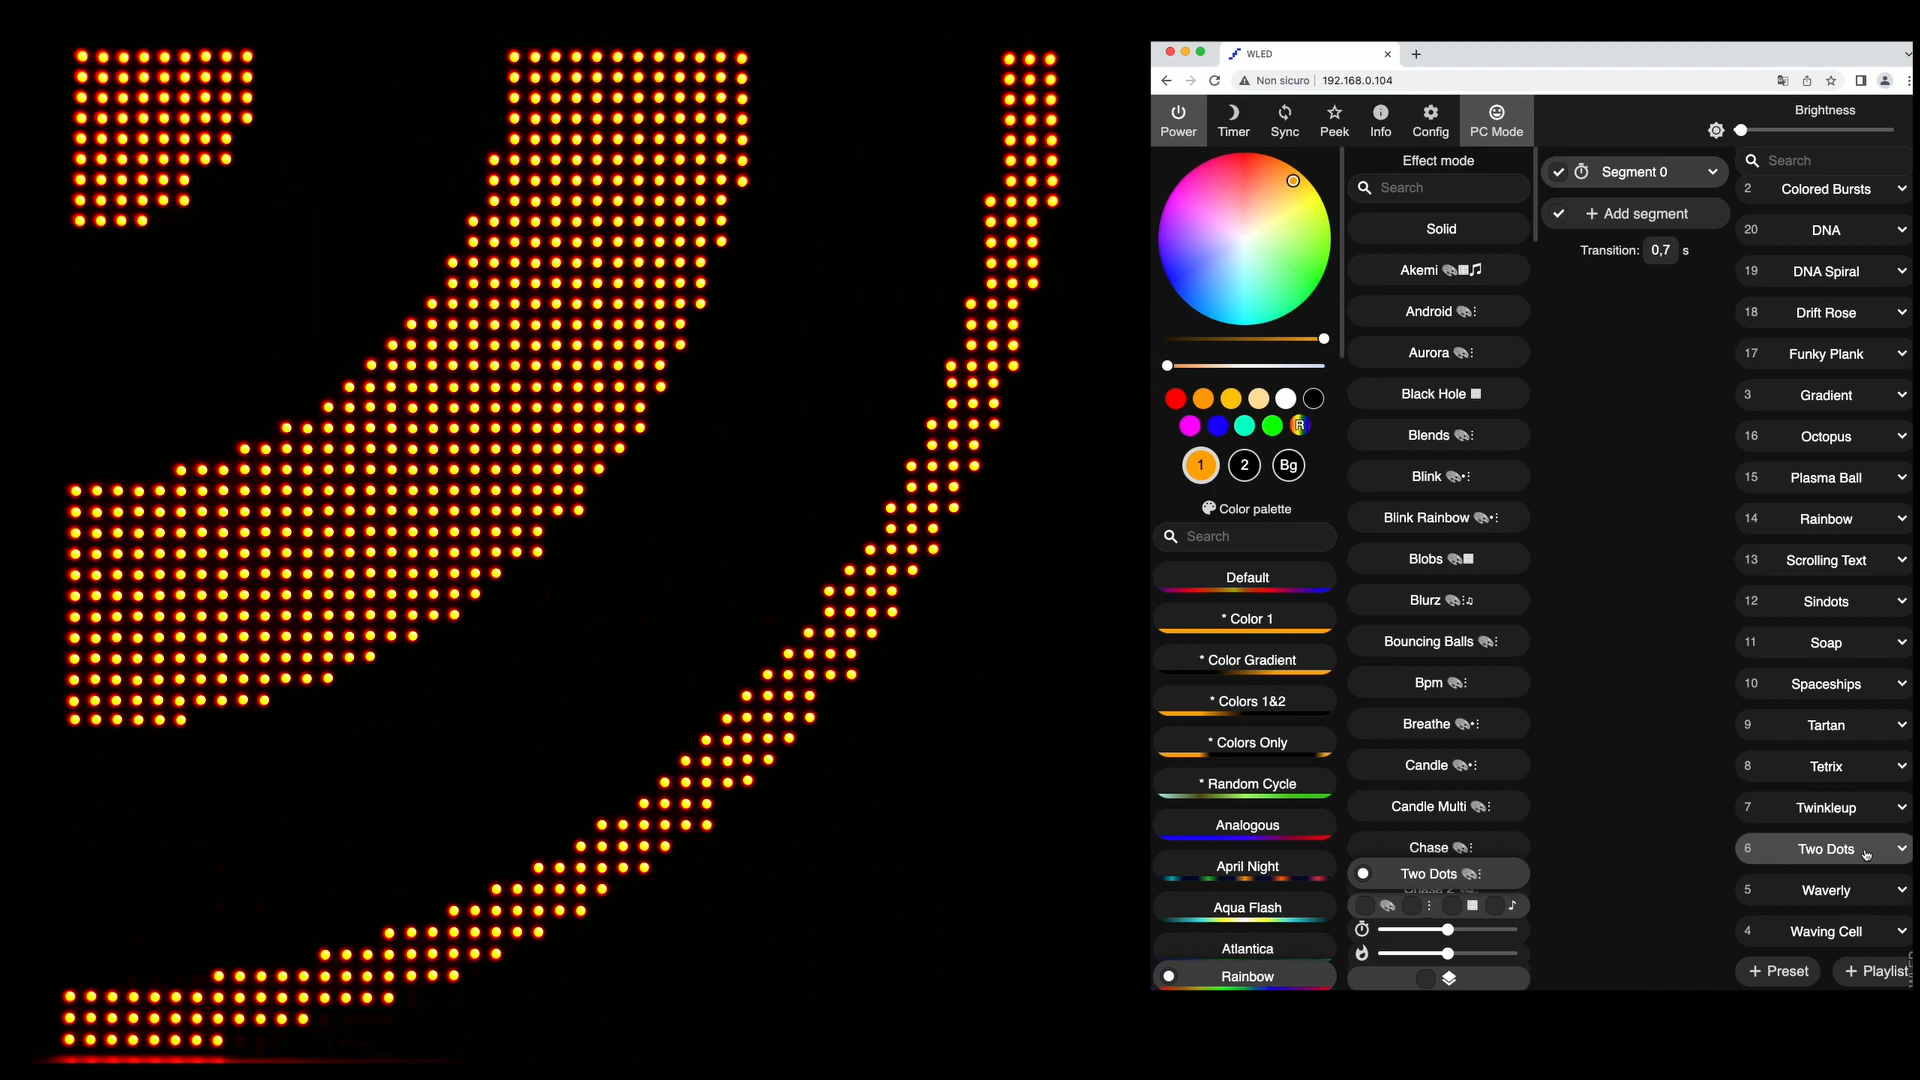 WLED
Non sicuro
192.168.0.104
Power
Timer
Sync
Peek
Info
Config
PC Mode
Brightness
1
2
Bg
R
Color palette
Search
Default
* Color 1
* Color Gradient
* Colors 1&2
* Colors Only
* Random Cycle
Analogous
April Night
Aqua Flash
Atlantica
Rainbow
Effect mode
Search
Solid
Akemi
Android
Aurora
Black Hole
Blends
Blink
Blink Rainbow
Blobs
Blurz
Bouncing Balls
Bpm
Breathe
Candle
Candle Multi
Chase
Two Dots
Segment 0
+ Add segment
Transition: 0,7 s
Search
2 Colored Bursts
20 DNA
19 DNA Spiral
18 Drift Rose
17 Funky Plank
3 Gradient
16 Octopus
15 Plasma Ball
14 Rainbow
13 Scrolling Text
12 Sindots
11 Soap
10 Spaceships
9 Tartan
8 Tetrix
7 Twinkleup
6 Two Dots
5 Waverly
4 Waving Cell
+ Preset
+ Playlist